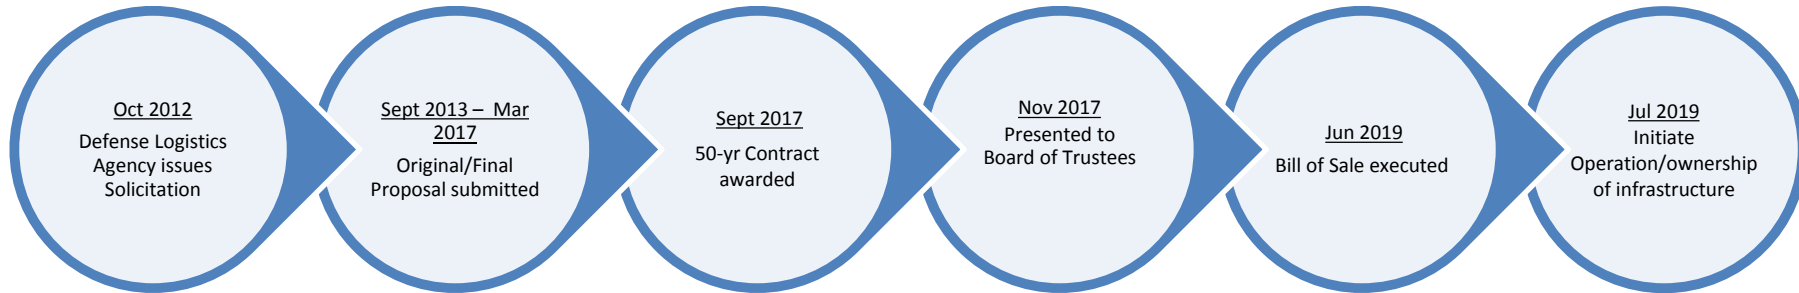 Oct 2012
Defense Logistics
Agency issues
Solicitation
Sept 2013 – Mar
2017
Original/Final
Proposal submitted
Sept 2017
50-yr Contract
awarded
Nov 2017
Presented to
Board of Trustees
Jun 2019
Bill of Sale executed
Jul 2019
Initiate
Operation/ownership
of infrastructure